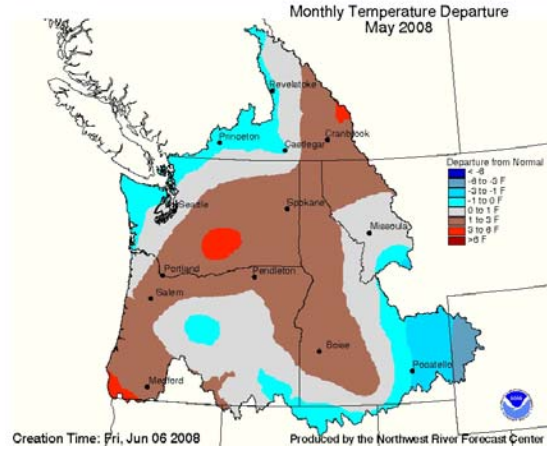 Monthly Temperature Departure
May 2008
Revelstoke
Cranbrook
Princeton
Castlegar
Departure from Normal
< -6
-6 to -3 F
-3 to -1 F
-1 to 0 F
0 to 1 F
1 to 3 F
3 to 6 F
>6 F
Seattle
Spokane
Missoula
Portland
Pendleton
Salem
Boise
Pocatello
Medford
Creation Time: Fri, Jun 06 2008
Produced by the Northwest River Forecast Center